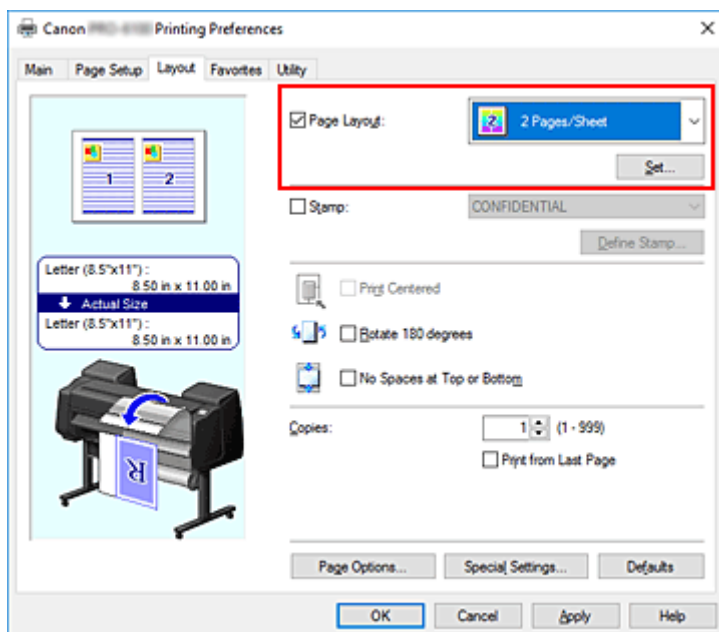 Canon Printing Preferences
Main Page Setup Layout Favorites Utility
Page Layout: 2 2 Pages/Sheet
Set...
1 2
Stamp: CONFIDENTIAL
Define Stamp...
Letter (8.5"x11") :
8.50 in x 11.00 in
Actual Size
Letter (8.5"x11") :
8.50 in x 11.00 in
Print Centered
Rotate 180 degrees
No Spaces at Top or Bottom
Copies: 1 (1 - 999)
Print from Last Page
R
Page Options... Special Settings... Defaults
OK Cancel Apply Help